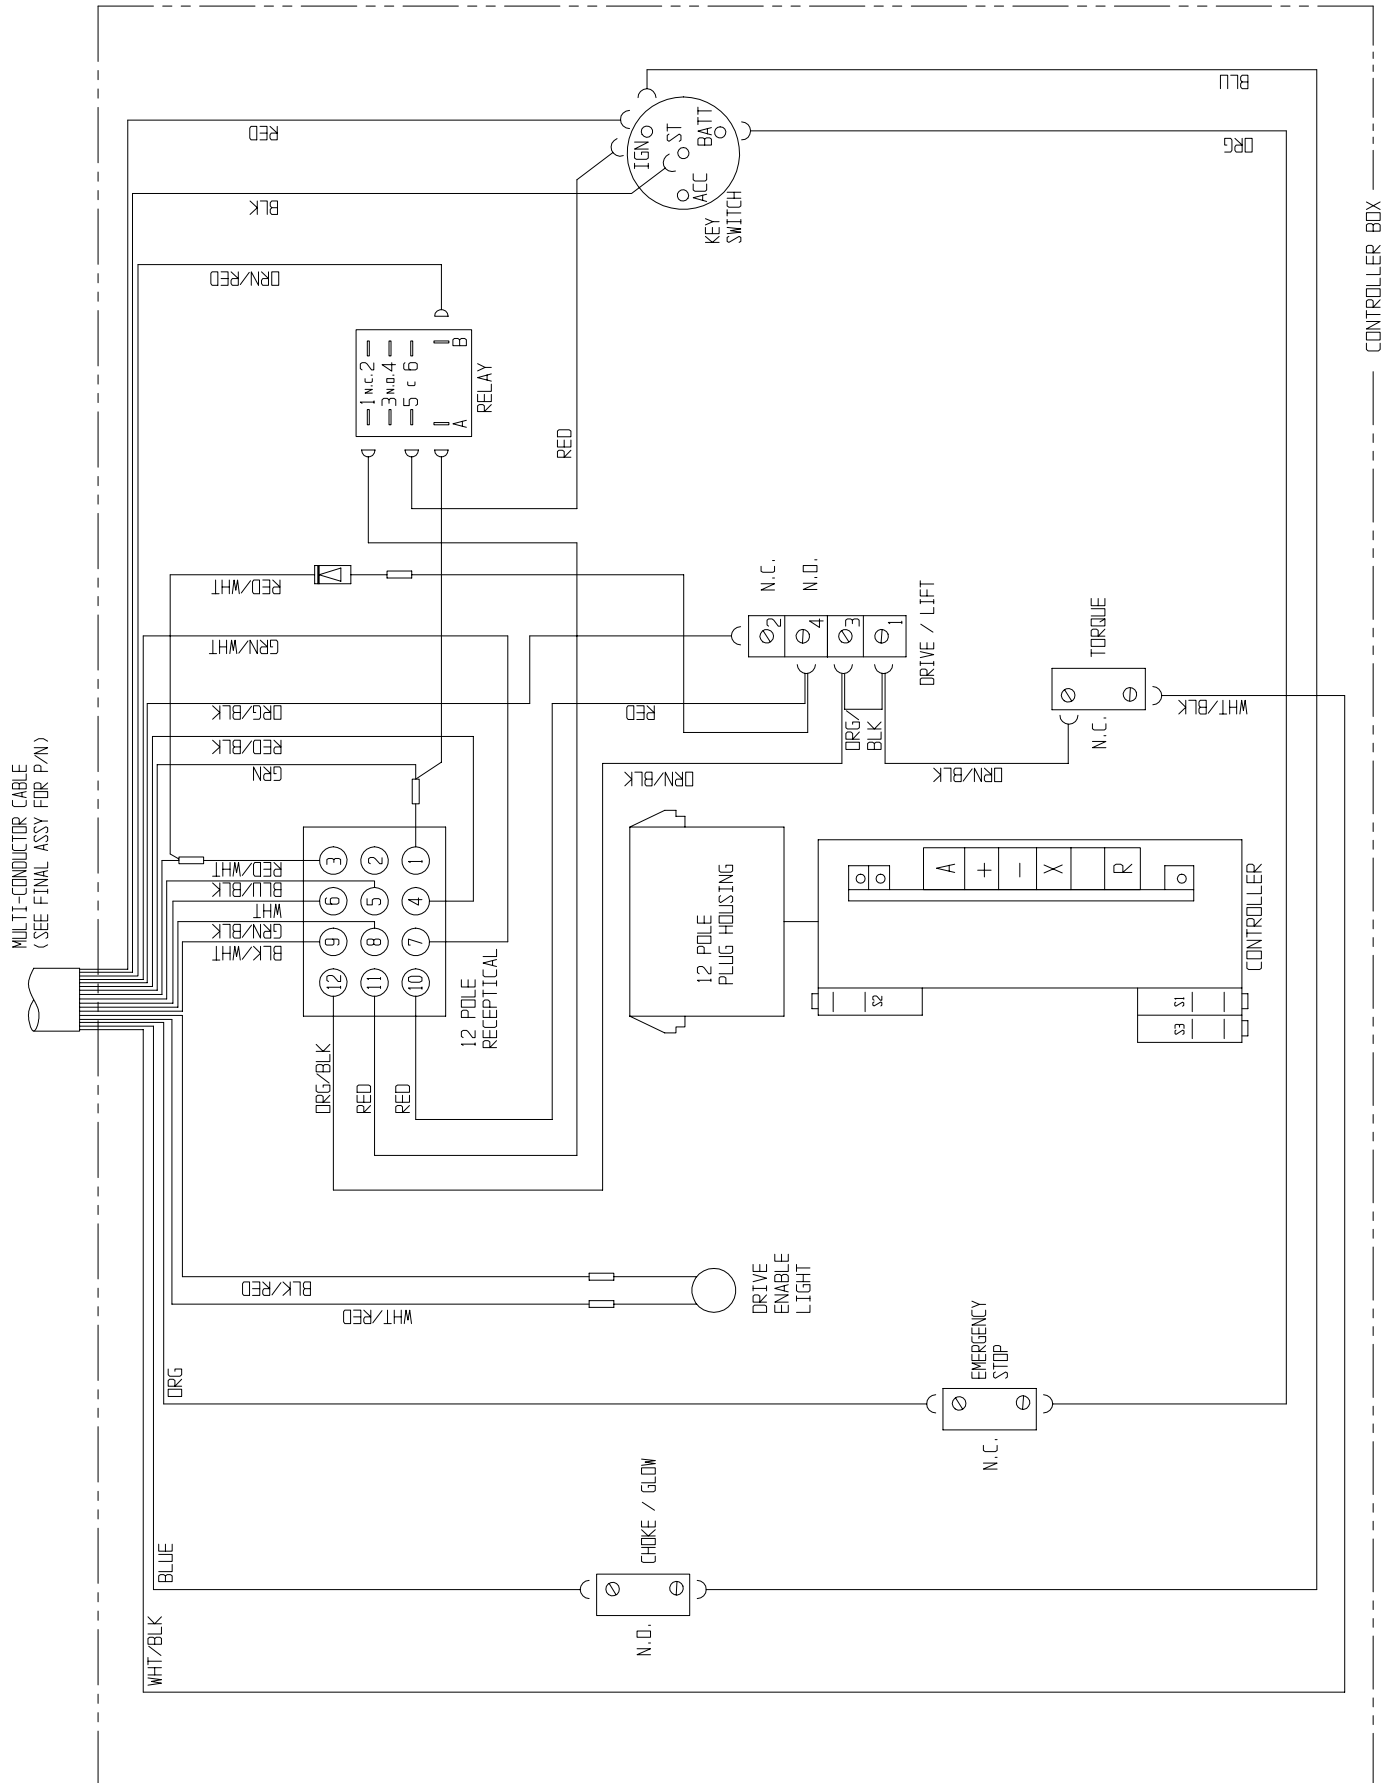 MULTI-CONDUCTOR CABLE
(SEE FINAL ASSY FOR P/N)
WHT/BLK
BLUE
ORG
WHT/RED
BLK/RED
RED
BLK
ORN/RED
RED/WHT
GRN/WHT
ORG/BLK
RED/BLK
GRN
RED/WHT
BLU/BLK
WHT
GRN/BLK
BLK/WHT
3
2
1
6
5
4
9
8
7
12
11
10
12 POLE
RECEPTICAL
ORG/BLK
RED
RED
1 N.C. 2
3 N.O. 4
5 C 6
A
B
RELAY
RED
IGN
ST
BATT
ACC
KEY
SWITCH
BLU
ORG
CONTROLLER BOX
N.C.
N.O.
2
4
3
1
DRIVE / LIFT
RED
ORG/
BLK
ORN/BLK
ORN/BLK
TORQUE
N.C.
WHT/BLK
12 POLE
PLUG HOUSING
A
+
-
X
R
CONTROLLER
S2
S1
S3
DRIVE
ENABLE
LIGHT
EMERGENCY
STOP
N.C.
CHOKE / GLOW
N.O.